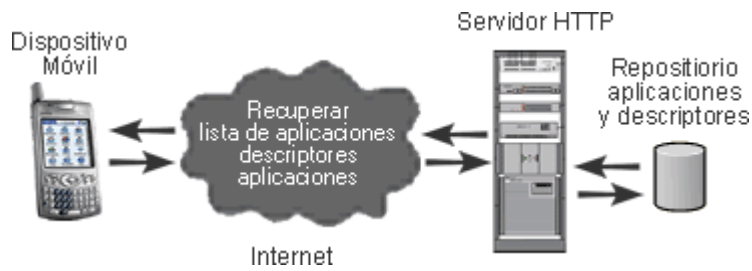 Servidor HTTP
Dispositivo
Móvil
Repositiorio
aplicaciones
y descriptores
Recuperar
lista de aplicaciones
descriptores
aplicaciones
Internet